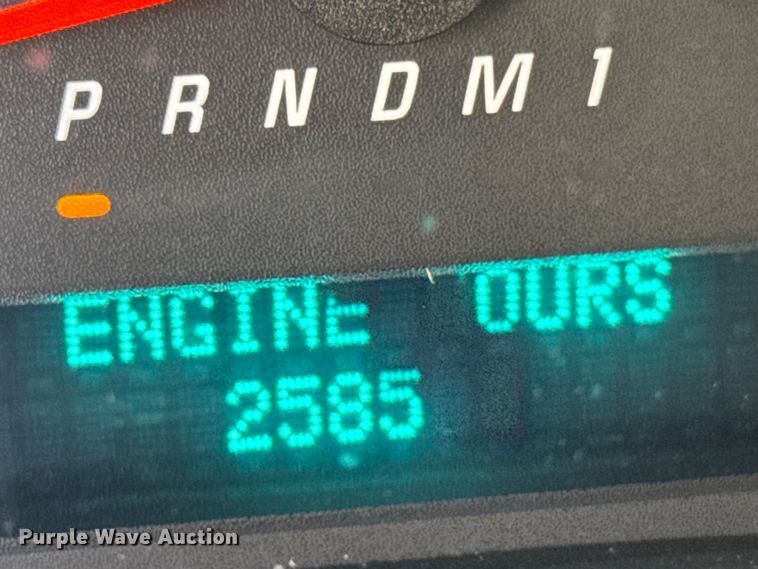 P R N D M 1
ENGINE OURS
2585
Purple Wave Auction